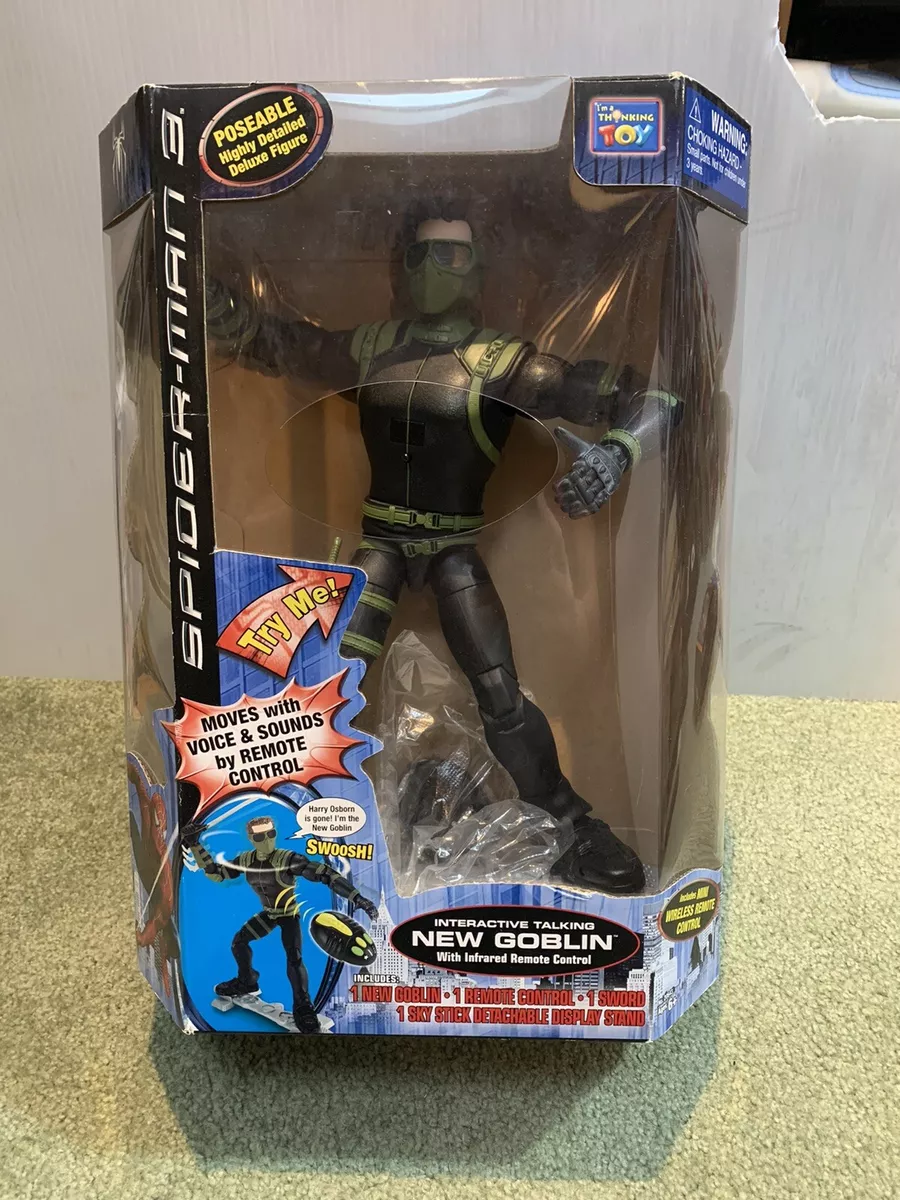 SPIDER-MAN 3™
POSEABLE
Highly Detailed
Deluxe Figure
I'm a
THINKING
TOY
WARNING:
CHOKING HAZARD -
Small parts. Not for children under
3 years.
Try Me!
MOVES with
VOICE & SOUNDS
by REMOTE
CONTROL
Harry Osborn
is gone! I'm the
New Goblin
SWOOSH!
INTERACTIVE TALKING
NEW GOBLIN™
With Infrared Remote Control
Includes MINI
WIRELESS REMOTE
CONTROL
INCLUDES:
1 NEW GOBLIN • 1 REMOTE CONTROL • 1 SWORD
1 SKY STICK DETACHABLE DISPLAY STAND